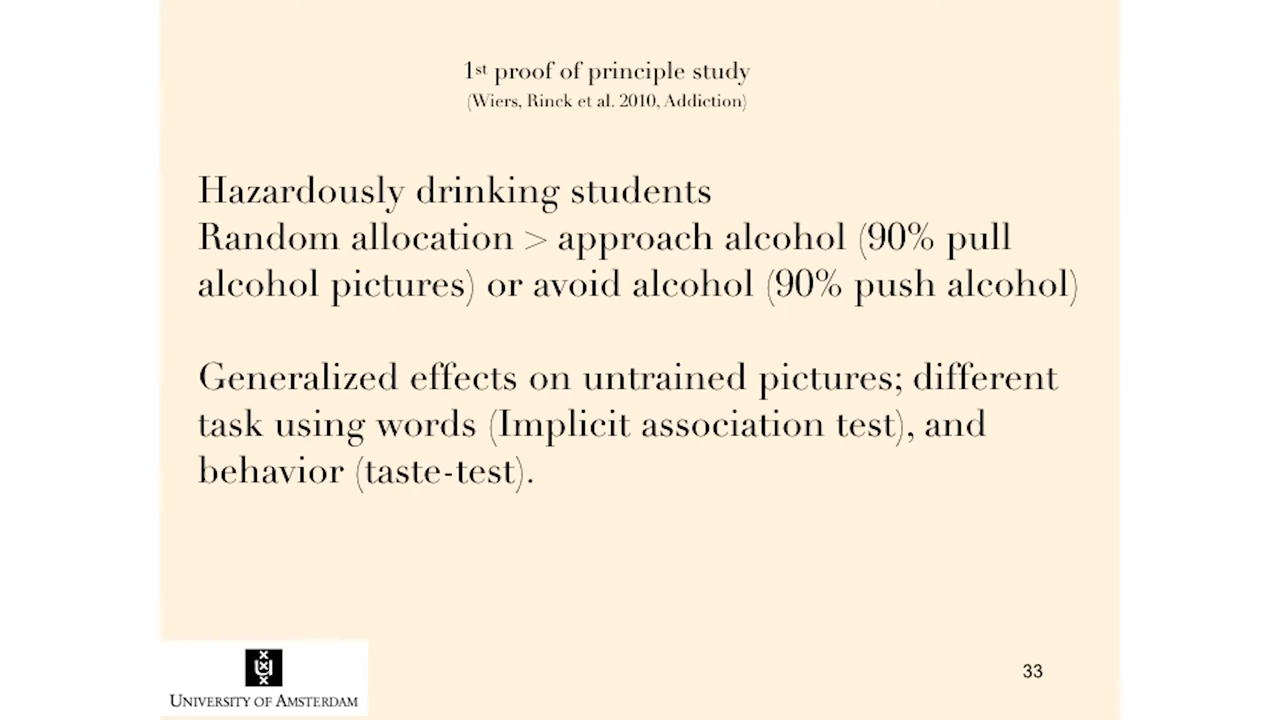 1st proof of principle study
(Wiers, Rinck et al. 2010, Addiction)
Hazardously drinking students
Random allocation > approach alcohol (90% pull
alcohol pictures) or avoid alcohol (90% push alcohol)
Generalized effects on untrained pictures; different
task using words (Implicit association test), and
behavior (taste-test).
UNIVERSITY OF AMSTERDAM
33